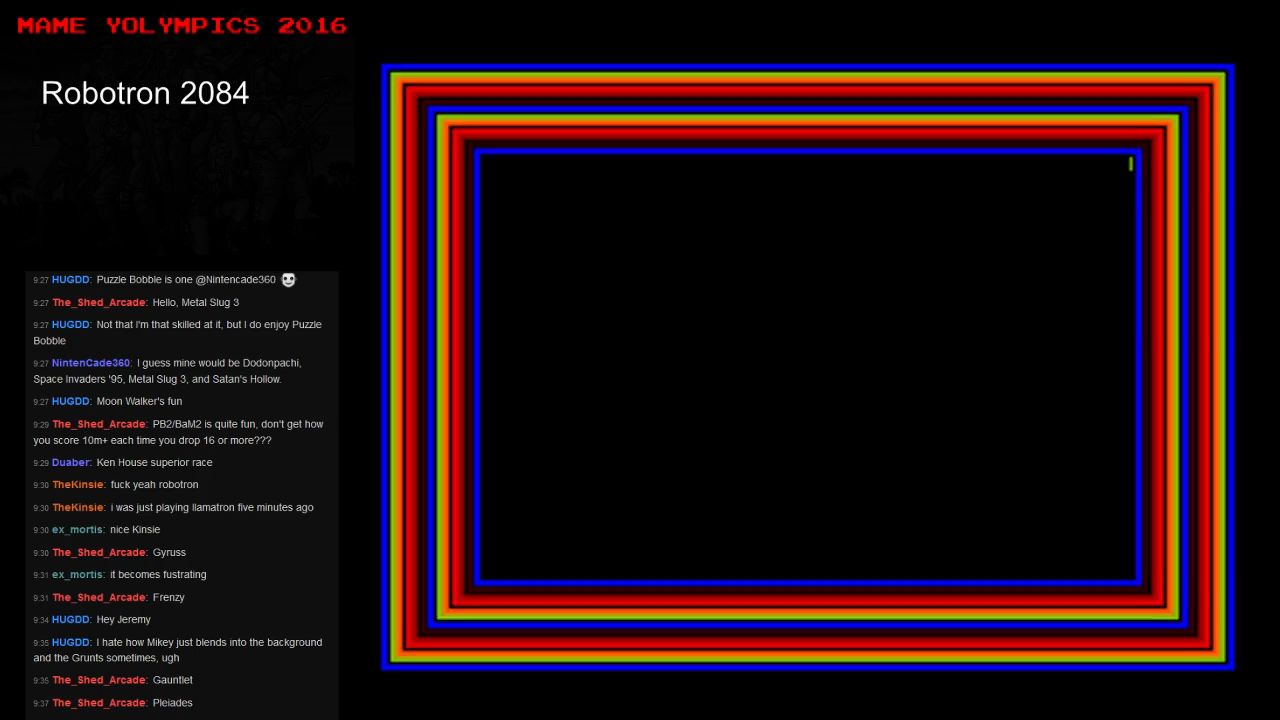 MAME YOLYMPICS 2016
Robotron 2084
9:27 HUGDD: Puzzle Bobble is one @Nintencade360
9:27 The_Shed_Arcade: Hello, Metal Slug 3
9:27 HUGDD: Not that I'm that skilled at it, but I do enjoy Puzzle
Bobble
9:27 NintenCade360: I guess mine would be Dodonpachi,
Space Invaders '95, Metal Slug 3, and Satan's Hollow.
9:27 HUGDD: Moon Walker's fun
9:29 The_Shed_Arcade: PB2/BaM2 is quite fun, don't get how
you score 10m+ each time you drop 16 or more???
9:29 Duaber: Ken House superior race
9:30 TheKinsie: fuck yeah robotron
9:30 TheKinsie: i was just playing llamatron five minutes ago
9:30 ex_mortis: nice Kinsie
9:30 The_Shed_Arcade: Gyruss
9:31 ex_mortis: it becomes fustrating
9:31 The_Shed_Arcade: Frenzy
9:34 HUGDD: Hey Jeremy
9:35 HUGDD: I hate how Mikey just blends into the background
and the Grunts sometimes, ugh
9:35 The_Shed_Arcade: Gauntlet
9:37 The_Shed_Arcade: Pleiades